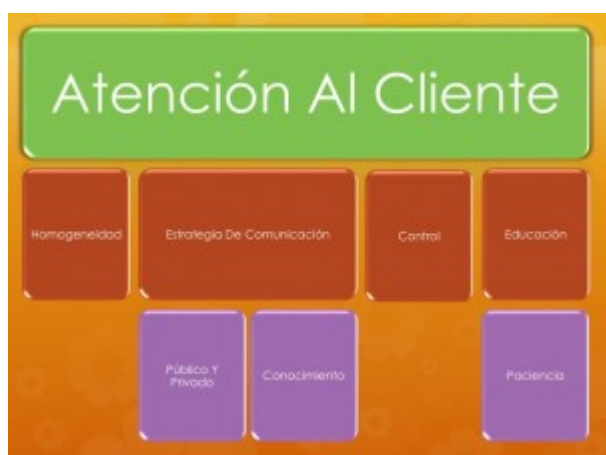 Atención Al Cliente
Homogeneidad
Estrategia De Comunicación
Control
Educación
Público Y
Privado
Conocimiento
Paciencia